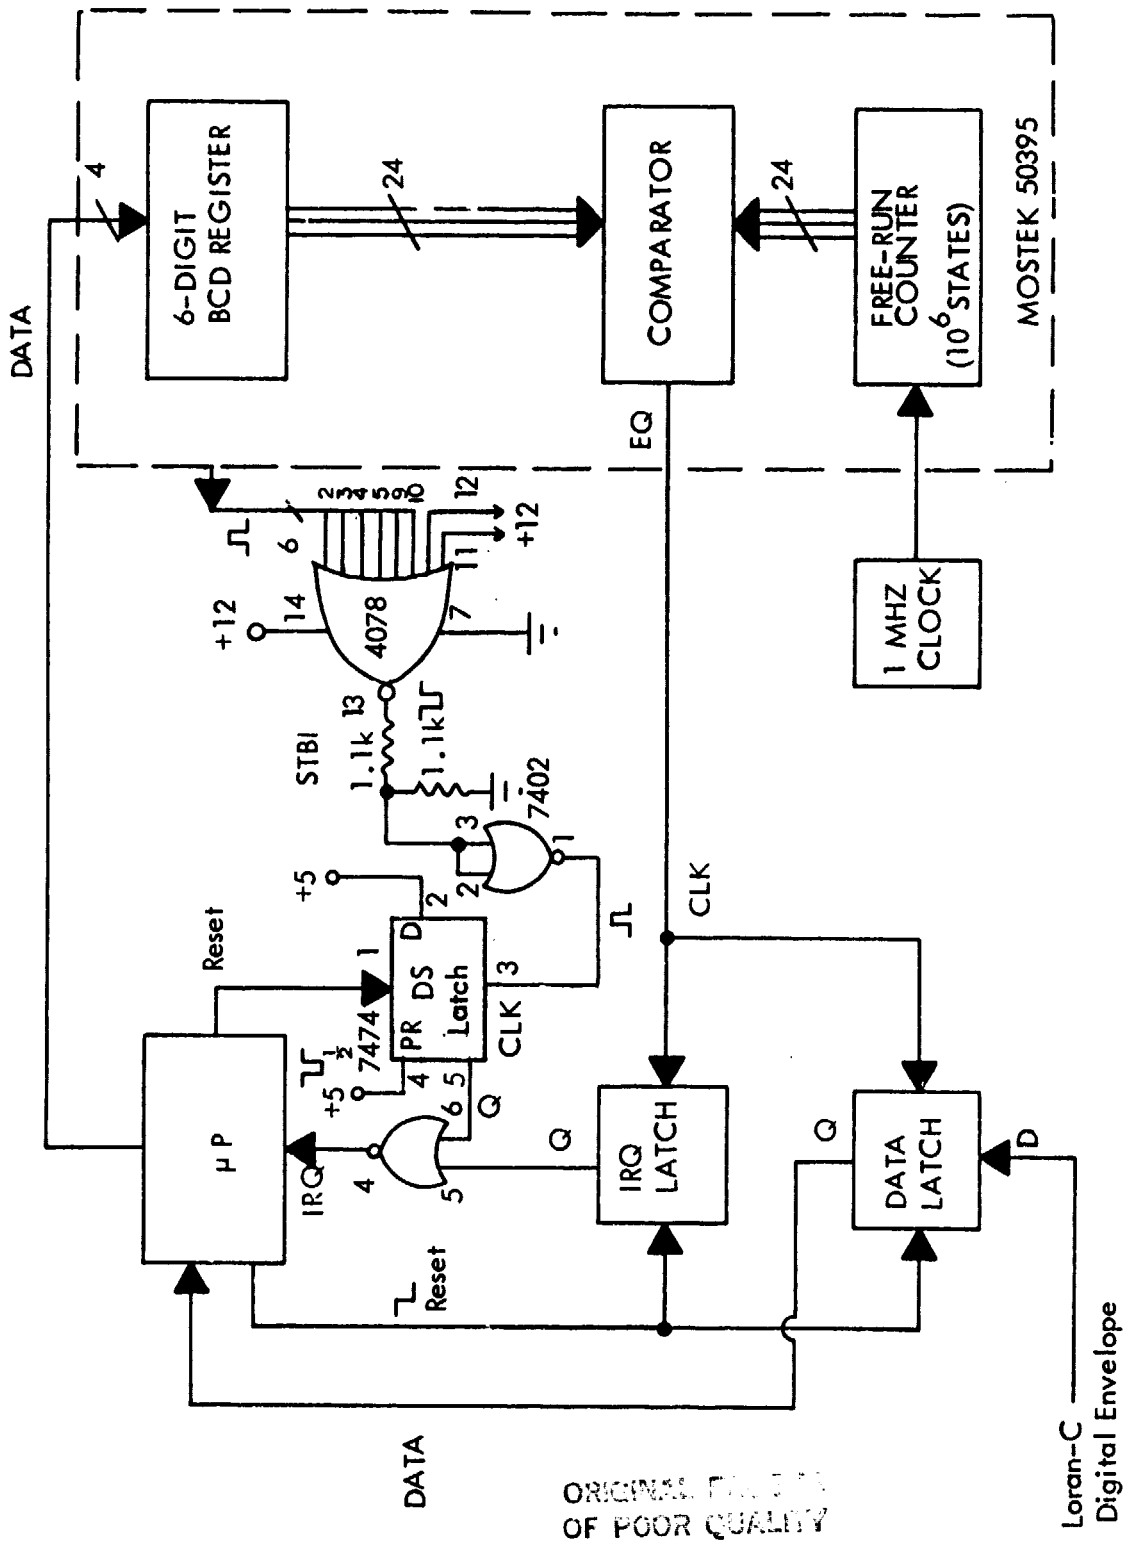 DATA
4
6-DIGIT
BCD REGISTER
24
COMPARATOR
24
FREE-RUN
COUNTER
(10⁶ STATES)
MOSTEK 50395
EQ
1 MHZ
CLOCK
6
2
3
4
5
9
10
12
11
+12
+12
14
4078
7
13
STBI
1.1k
1.1k
7402
3
2
1
+5
2
Reset
1
D
PR DS
Latch
3
CLK
7474
½
+5
4
5
6
Q
μP
IRQ
4
5
CLK
Q
IRQ
LATCH
Q
DATA
LATCH
D
Reset
DATA
Loran-C
Digital Envelope
ORIGINAL
OF POOR QUALITY